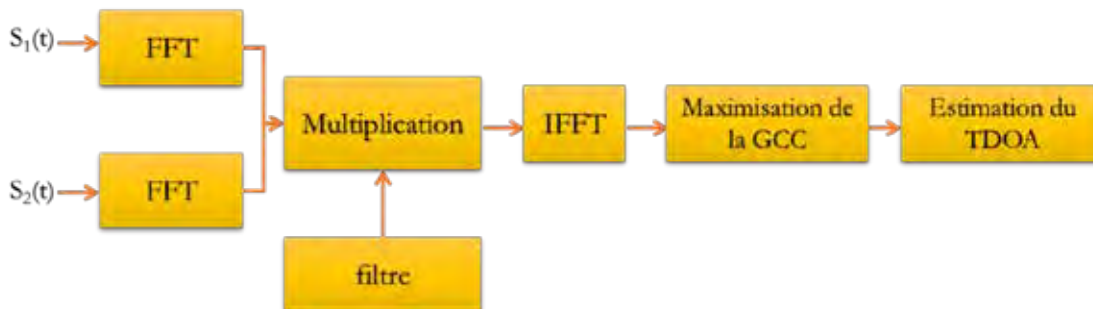 S₁(t)
FFT
S₂(t)
FFT
Multiplication
filtre
IFFT
Maximisation de
la GCC
Estimation du
TDOA